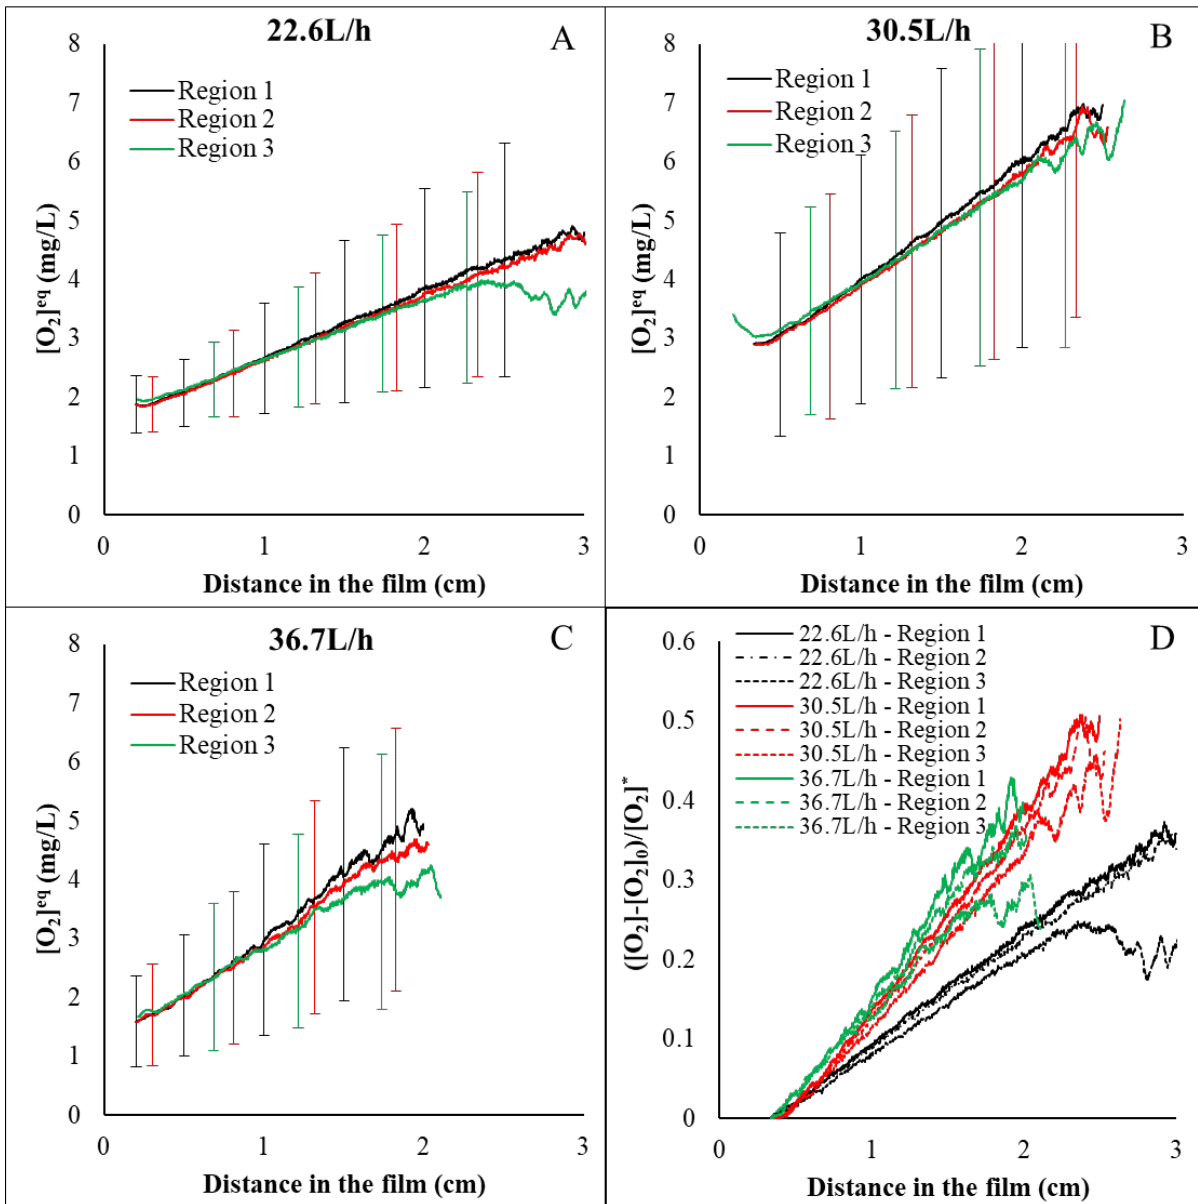 22.6L/h
A
8
7
6
5
4
3
2
1
0
[O₂]ᵉᑫ (mg/L)
Region 1
Region 2
Region 3
0 1 2 3
Distance in the film (cm)
30.5L/h
B
8
7
6
5
4
3
2
1
0
[O₂]ᵉᑫ (mg/L)
Region 1
Region 2
Region 3
0 1 2 3
Distance in the film (cm)
36.7L/h
C
8
7
6
5
4
3
2
1
0
[O₂]ᵉᑫ (mg/L)
Region 1
Region 2
Region 3
0 1 2 3
Distance in the film (cm)
D
0.6
0.5
0.4
0.3
0.2
0.1
0
([O₂]-[O₂]₀)/[O₂]*
22.6L/h - Region 1
22.6L/h - Region 2
22.6L/h - Region 3
30.5L/h - Region 1
30.5L/h - Region 2
30.5L/h - Region 3
36.7L/h - Region 1
36.7L/h - Region 2
36.7L/h - Region 3
0 1 2 3
Distance in the film (cm)